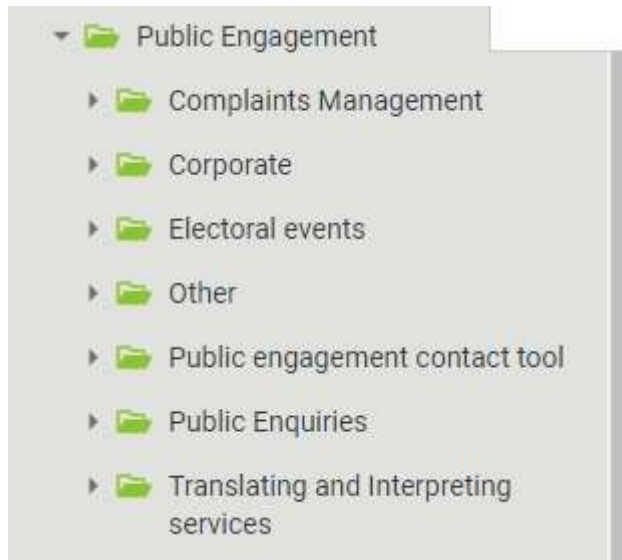 Public Engagement
Complaints Management
Corporate
Electoral events
Other
Public engagement contact tool
Public Enquiries
Translating and Interpreting
services